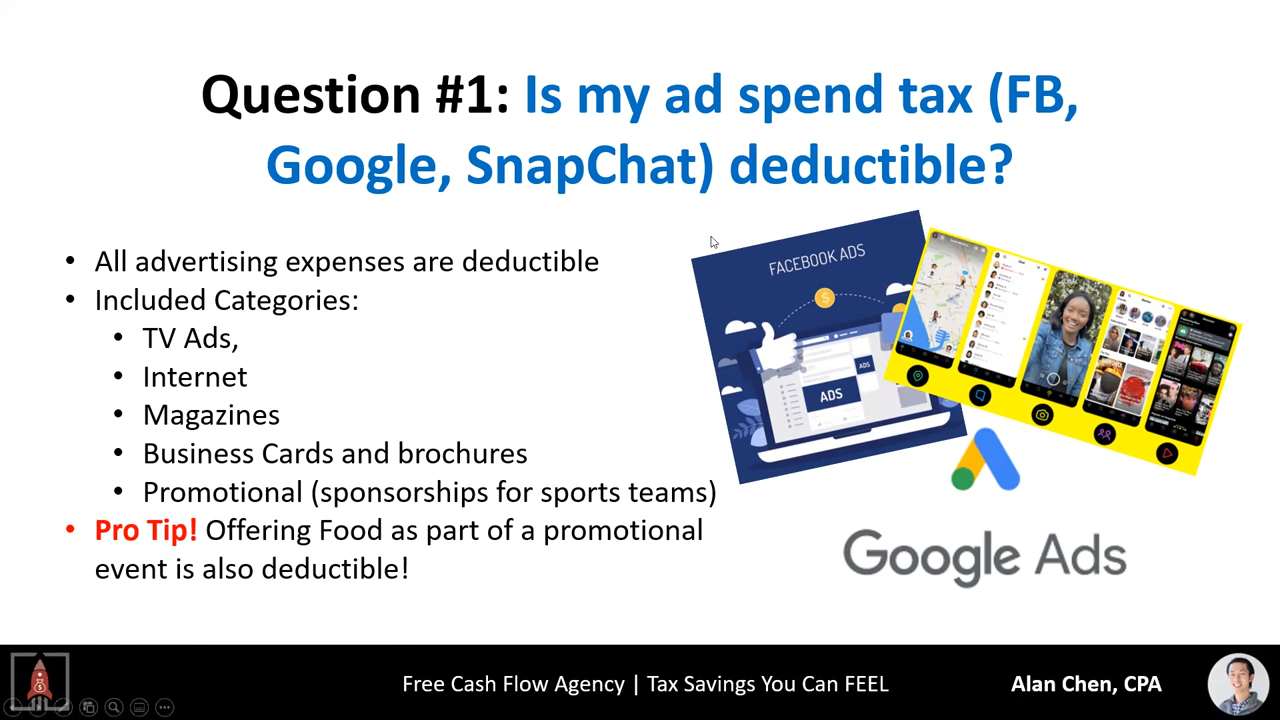 Question #1: Is my ad spend tax (FB,
Google, SnapChat) deductible?
• All advertising expenses are deductible
• Included Categories:
• TV Ads,
• Internet
• Magazines
• Business Cards and brochures
• Promotional (sponsorships for sports teams)
• Pro Tip! Offering Food as part of a promotional
event is also deductible!
FACEBOOK ADS
ADS
ADS
Google Ads
Free Cash Flow Agency | Tax Savings You Can FEEL
Alan Chen, CPA